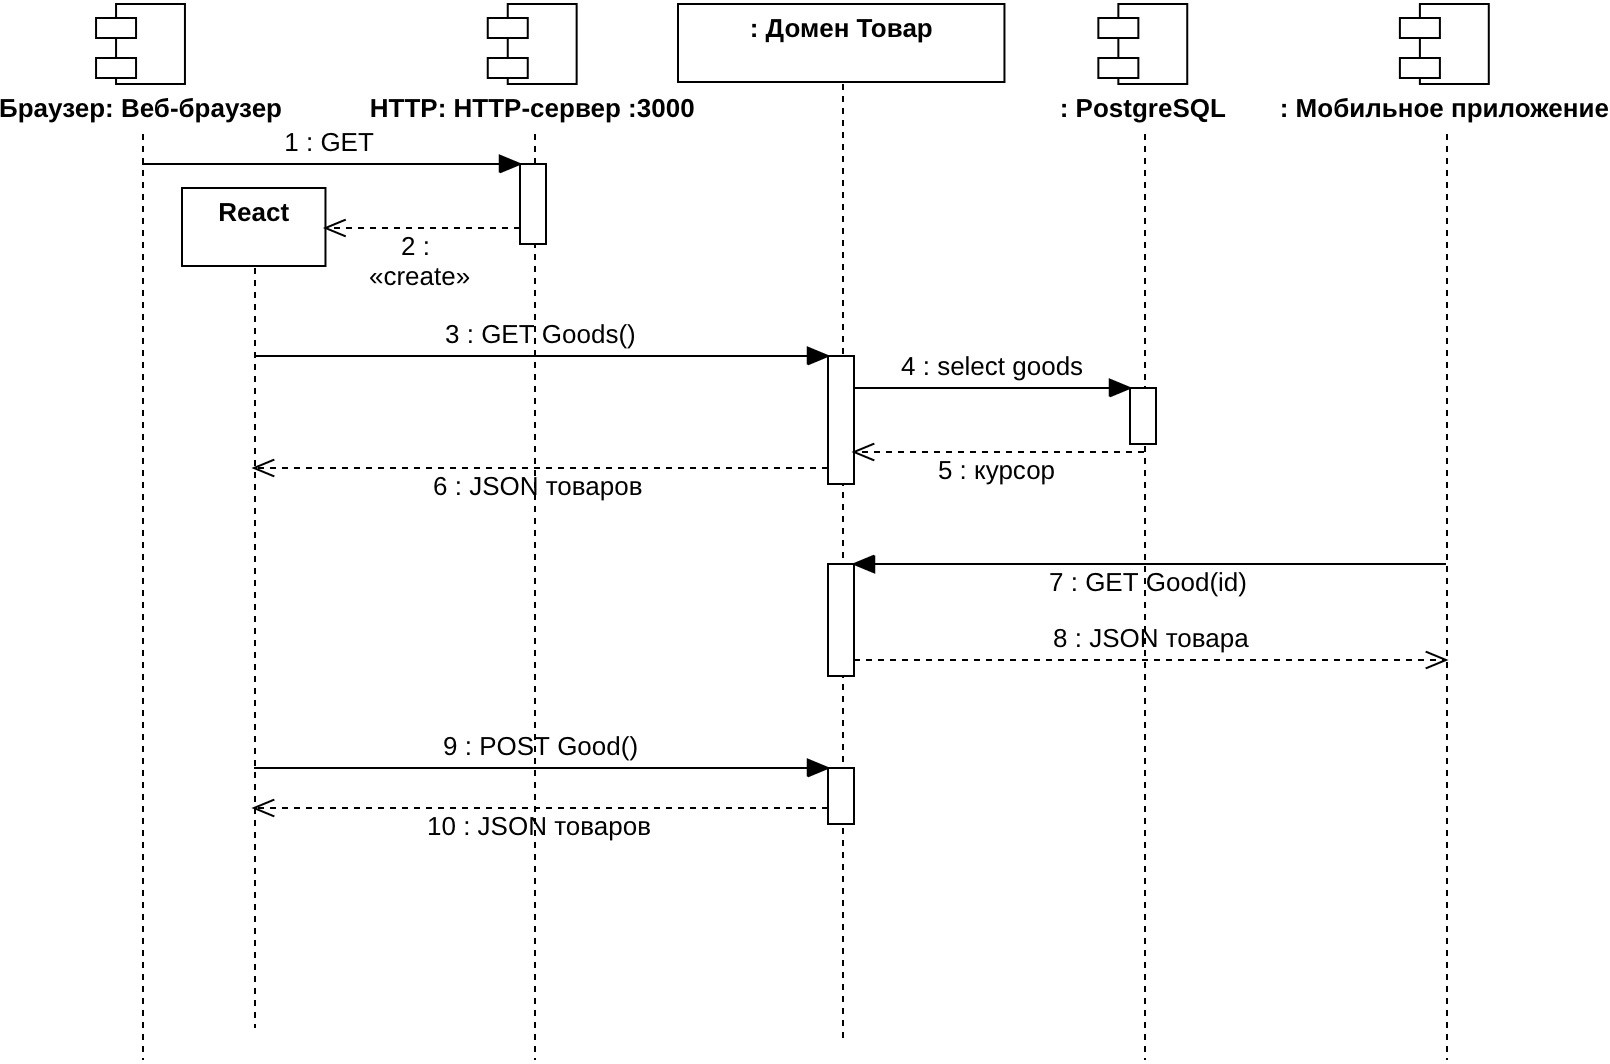 : Домен Товар
Браузер: Веб-браузер
HTTP: HTTP-сервер :3000
: PostgreSQL
: Мобильное приложение
1 : GET
React
2 :
«create»
3 : GET Goods()
4 : select goods
5 : курсор
6 : JSON товаров
7 : GET Good(id)
8 : JSON товара
9 : POST Good()
10 : JSON товаров